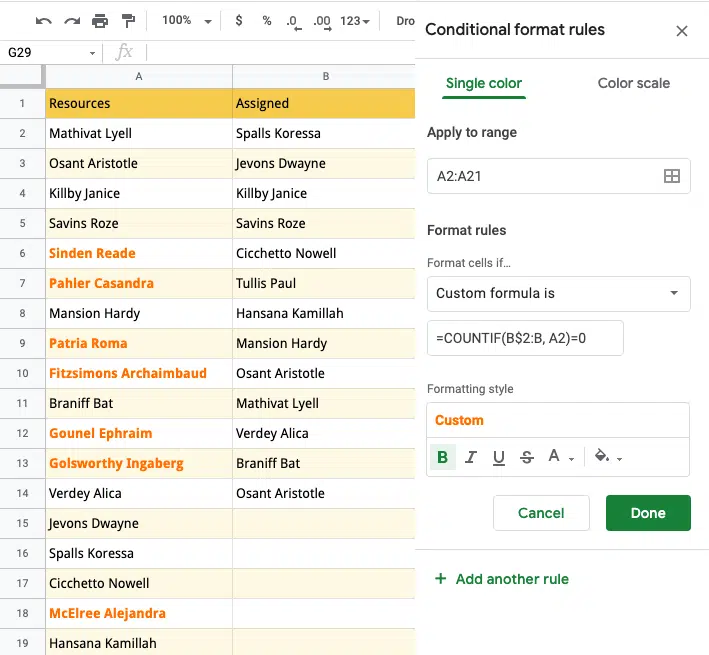 100% $ % .0 .00 123 Dro
G29 fx
A B
1 Resources Assigned
2 Mathivat Lyell Spalls Koressa
3 Osant Aristotle Jevons Dwayne
4 Killby Janice Killby Janice
5 Savins Roze Savins Roze
6 Sinden Reade Cicchetto Nowell
7 Pahler Casandra Tullis Paul
8 Mansion Hardy Hansana Kamillah
9 Patria Roma Mansion Hardy
10 Fitzsimons Archaimbaud Osant Aristotle
11 Braniff Bat Mathivat Lyell
12 Gounel Ephraim Verdey Alica
13 Golsworthy Ingaberg Braniff Bat
14 Verdey Alica Osant Aristotle
15 Jevons Dwayne
16 Spalls Koressa
17 Cicchetto Nowell
18 McElree Alejandra
19 Hansana Kamillah
Conditional format rules
Single color Color scale
Apply to range
A2:A21
Format rules
Format cells if…
Custom formula is
=COUNTIF(B$2:B, A2)=0
Formatting style
Custom
B I U S A
Cancel Done
+ Add another rule